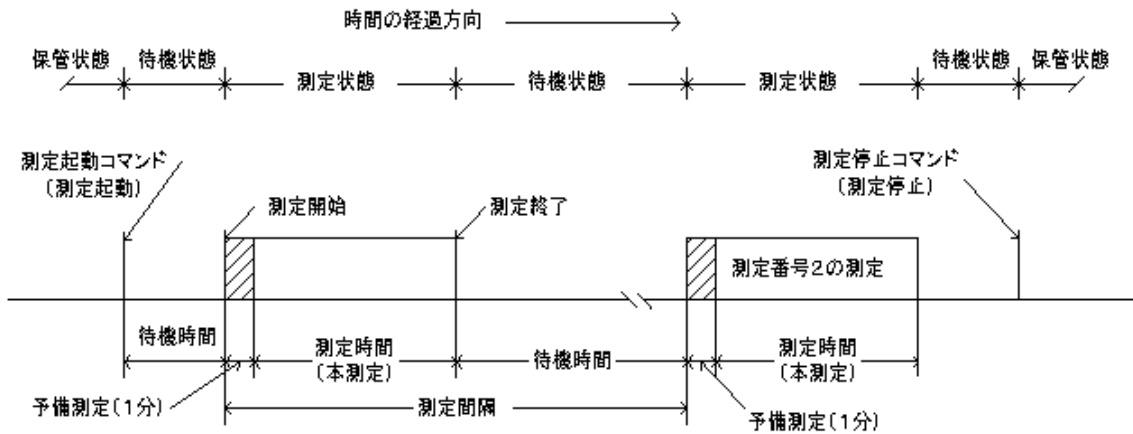 時間の経過方向
保管状態
待機状態
測定状態
待機状態
測定状態
待機状態
保管状態
測定起動コマンド
(測定起動)
測定開始
測定終了
測定停止コマンド
(測定停止)
測定番号2の測定
待機時間
測定時間
(本測定)
待機時間
測定時間
(本測定)
予備測定(1分)
測定間隔
予備測定(1分)